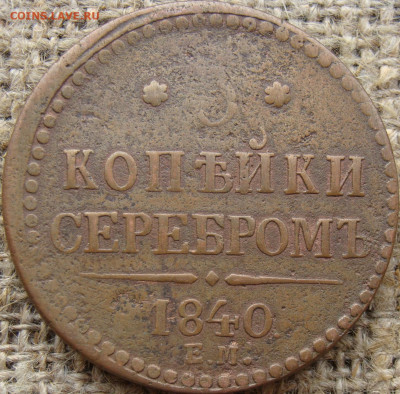 COINS.LAVE.RU
* 3 *
КОПѢЙКИ
СЕРЕБРОМЪ
1840
Е.М.